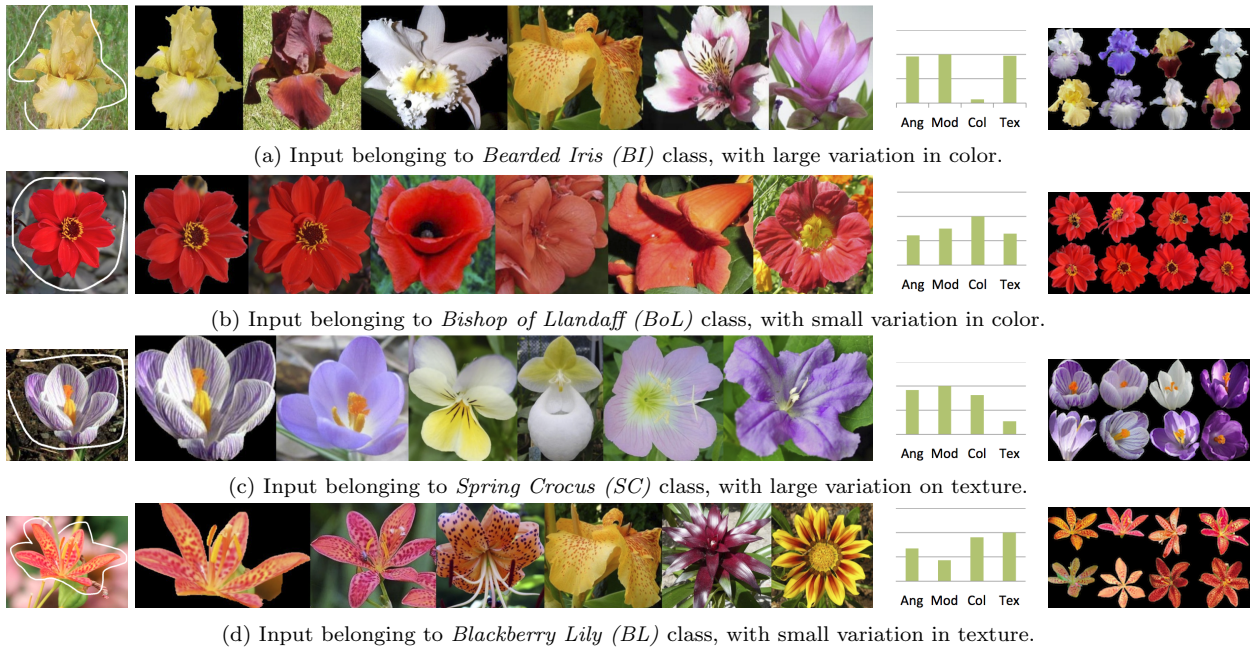 Ang Mod Col Tex
(a) Input belonging to Bearded Iris (BI) class, with large variation in color.
Ang Mod Col Tex
(b) Input belonging to Bishop of Llandaff (BoL) class, with small variation in color.
Ang Mod Col Tex
(c) Input belonging to Spring Crocus (SC) class, with large variation on texture.
Ang Mod Col Tex
(d) Input belonging to Blackberry Lily (BL) class, with small variation in texture.